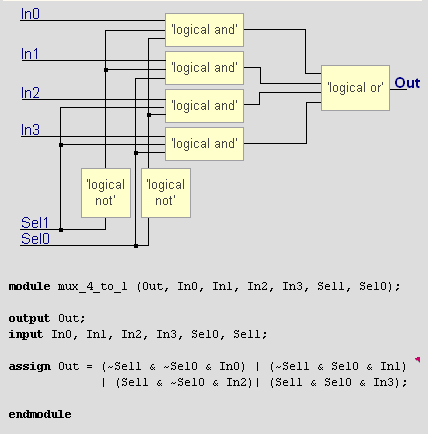 In0
'logical and'
In1
'logical and'
'logical or'
Out
In2
'logical and'
In3
'logical and'
'logical
not'
'logical
not'
Sel1
Sel0
module mux_4_to_1 (Out, In0, In1, In2, In3, Sel1, Sel0);
output Out;
input In0, In1, In2, In3, Sel0, Sel1;
assign Out = (~Sel1 & ~Sel0 & In0) | (~Sel1 & Sel0 & In1)
| (Sel1 & ~Sel0 & In2)| (Sel1 & Sel0 & In3);
endmodule